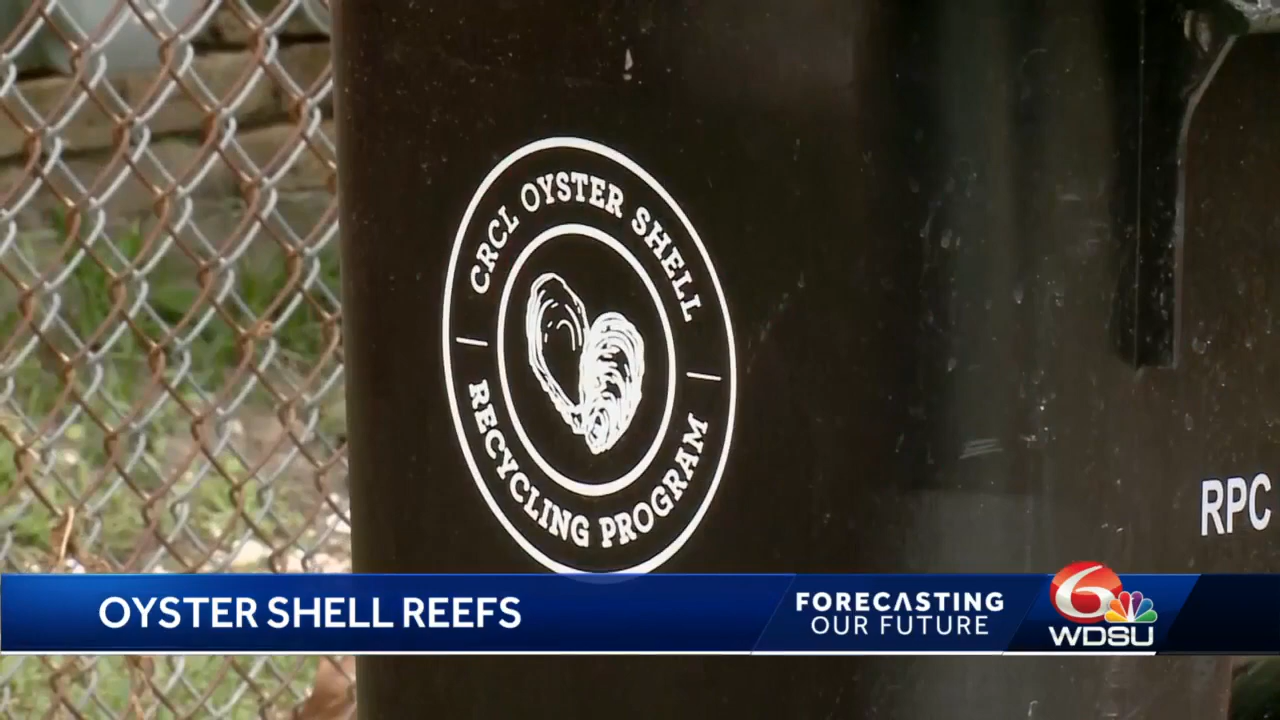 CRCL OYSTER SHELL
RECYCLING PROGRAM
RPC
OYSTER SHELL REEFS
FORECASTING
OUR FUTURE
6
WDSU